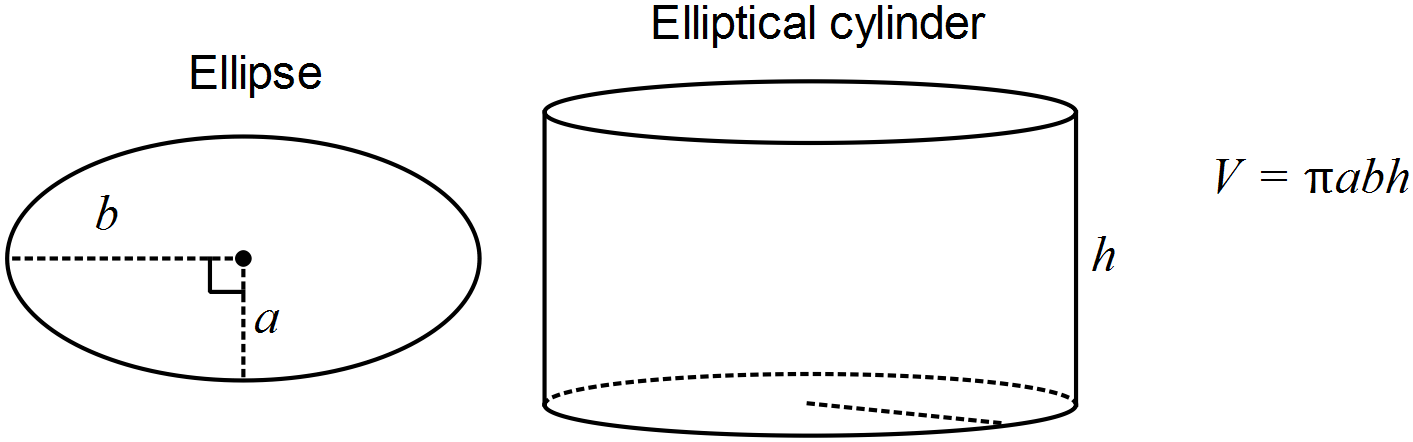 Ellipse
b
a
Elliptical cylinder
h
V = πabh